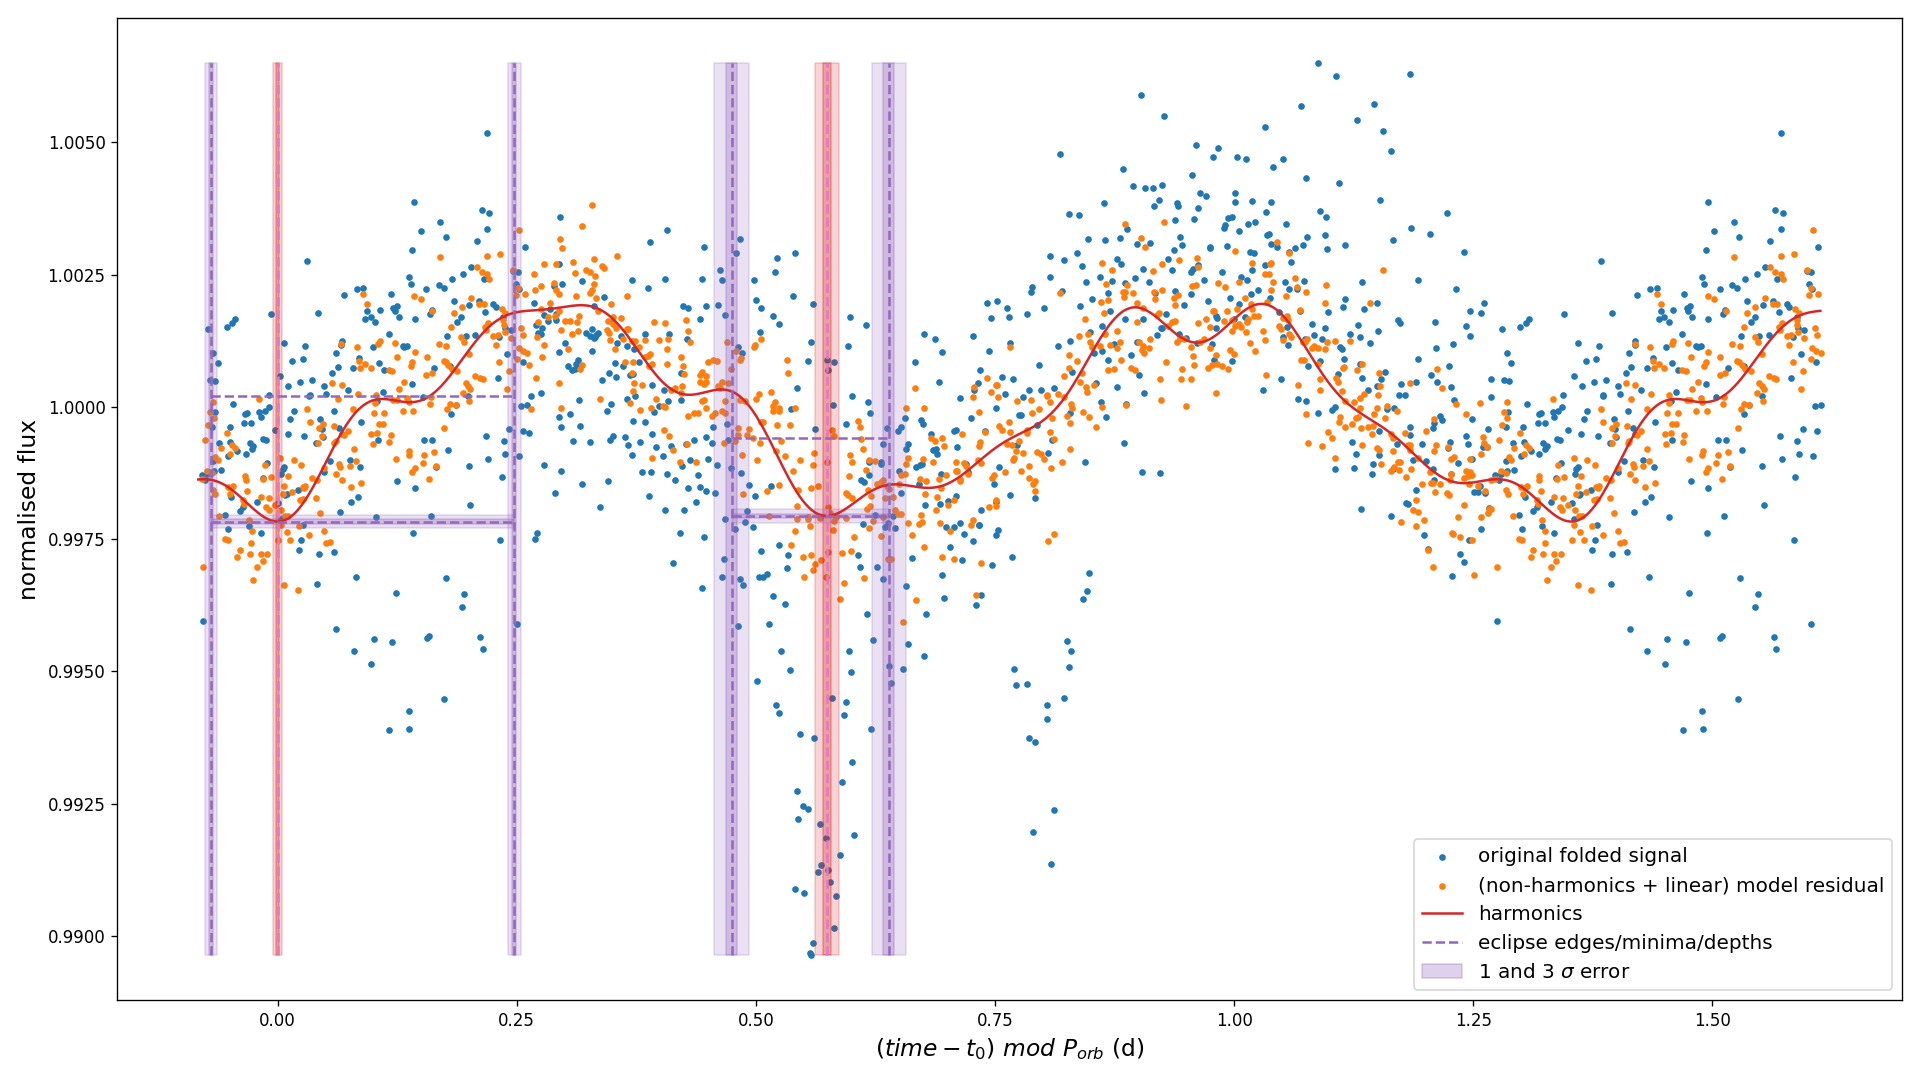 normalised flux
1.0050
1.0025
1.0000
0.9975
0.9950
0.9925
0.9900
0.00 0.25 0.50 0.75 1.00 1.25 1.50
(time − t₀) mod Pₒᵣb (d)
original folded signal
(non-harmonics + linear) model residual
harmonics
eclipse edges/minima/depths
1 and 3 σ error